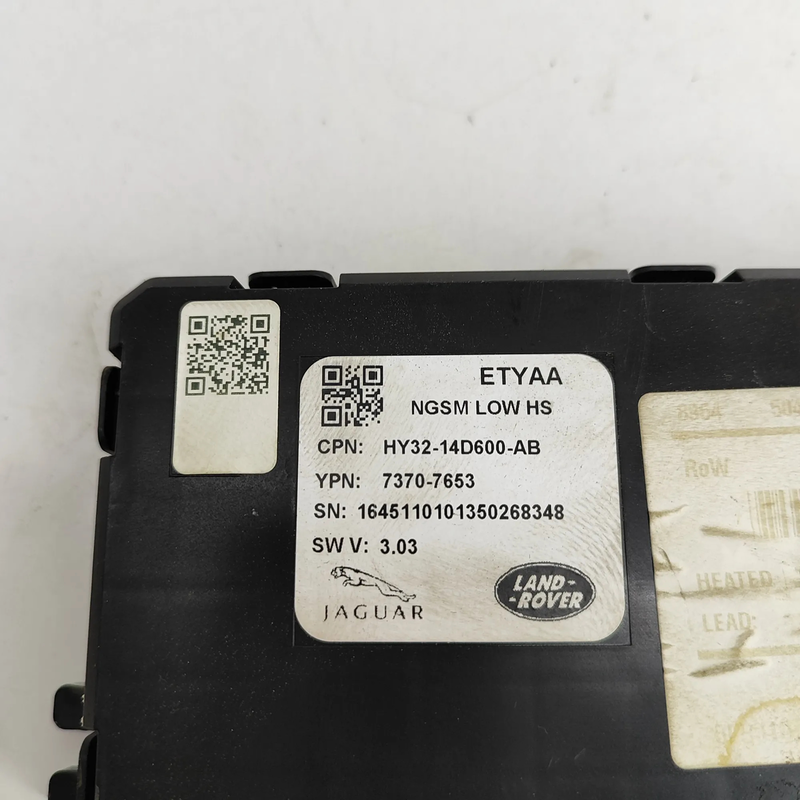 ETYAA
NGSM LOW HS
CPN: HY32-14D600-AB
YPN: 7370-7653
SN: 1645110101350268348
SW V: 3.03
JAGUAR
LAND-
-ROVER
RoW
HEATED
LEAD: